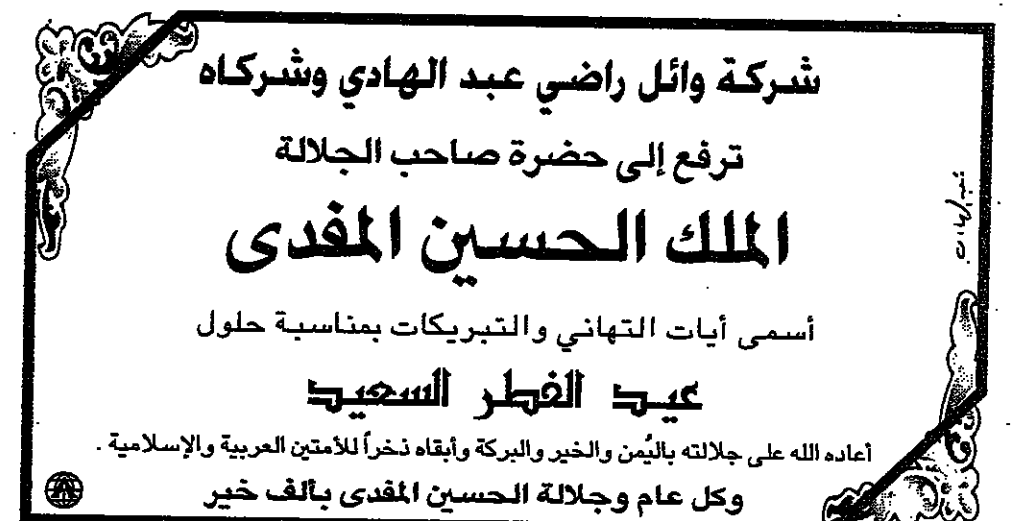 شركة وائل راضي عبد الهادي وشركاه
ترفع إلى حضرة صاحب الجلالة
الملك الحسين المفدى
أسمى أيات التهاني والتبريكات بمناسبة حلول
عيد الفطر السعيد
أعاده الله على جلالته باليُمن والخير والبركة وأبقاه ذخراً للأمتين العربية والإسلامية .
وكل عام وجلالة الحسين المفدى بألف خير